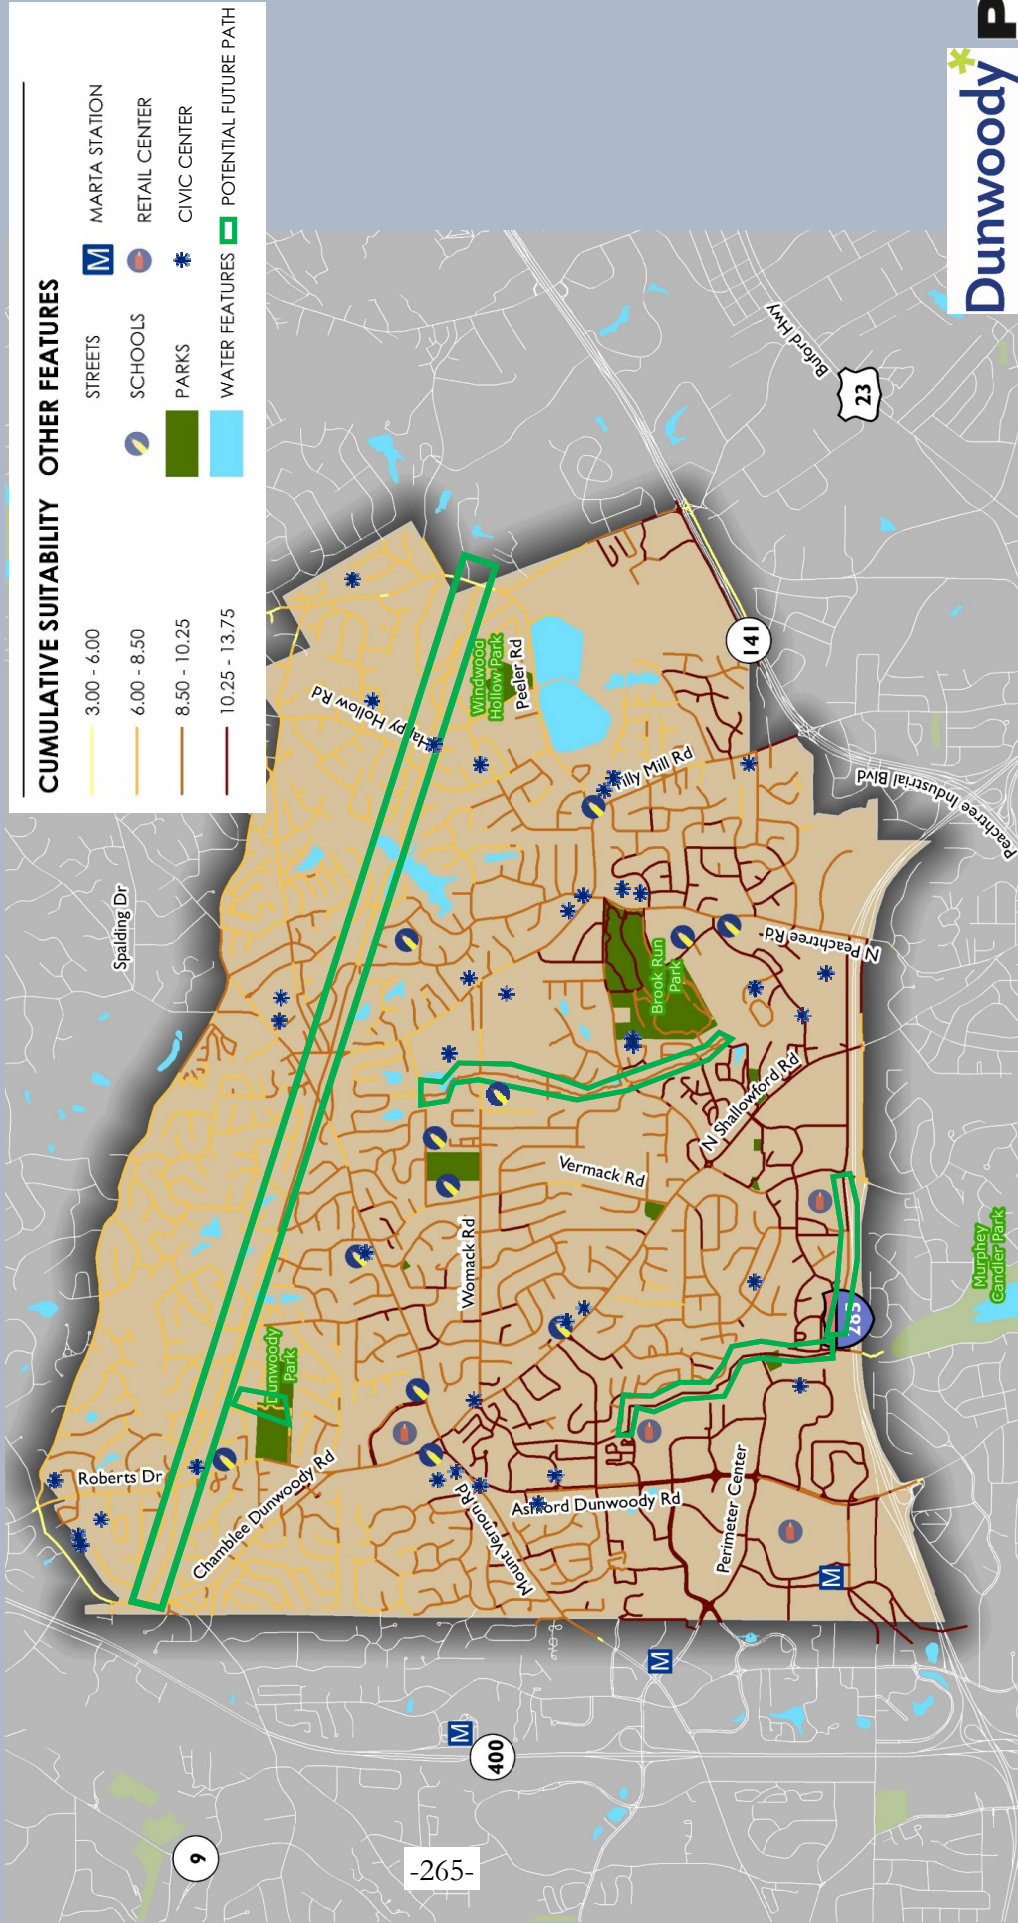 CUMULATIVE SUITABILITY
3.00 - 6.00
6.00 - 8.50
8.50 - 10.25
10.25 - 13.75
OTHER FEATURES
STREETS
SCHOOLS
PARKS
WATER FEATURES
MARTA STATION
RETAIL CENTER
CIVIC CENTER
POTENTIAL FUTURE PATH
M
Spalding Dr
Roberts Dr
Dunwoody
Park
Chamblee Dunwoody Rd
Mount Vernon Rd
Ashford Dunwoody Rd
Perimeter Center
Womack Rd
Vermack Rd
N Shallowford Rd
Brook Run
Park
N Peachtree Rd
Tilly Mill Rd
Peeler Rd
Windwood
Hollow Park
Happy Hollow Rd
Peachtree Industrial Blvd
Buford Hwy
23
141
285
Murphey
Candler Park
M
M
M
400
9
-265-
Dunwoody*
P